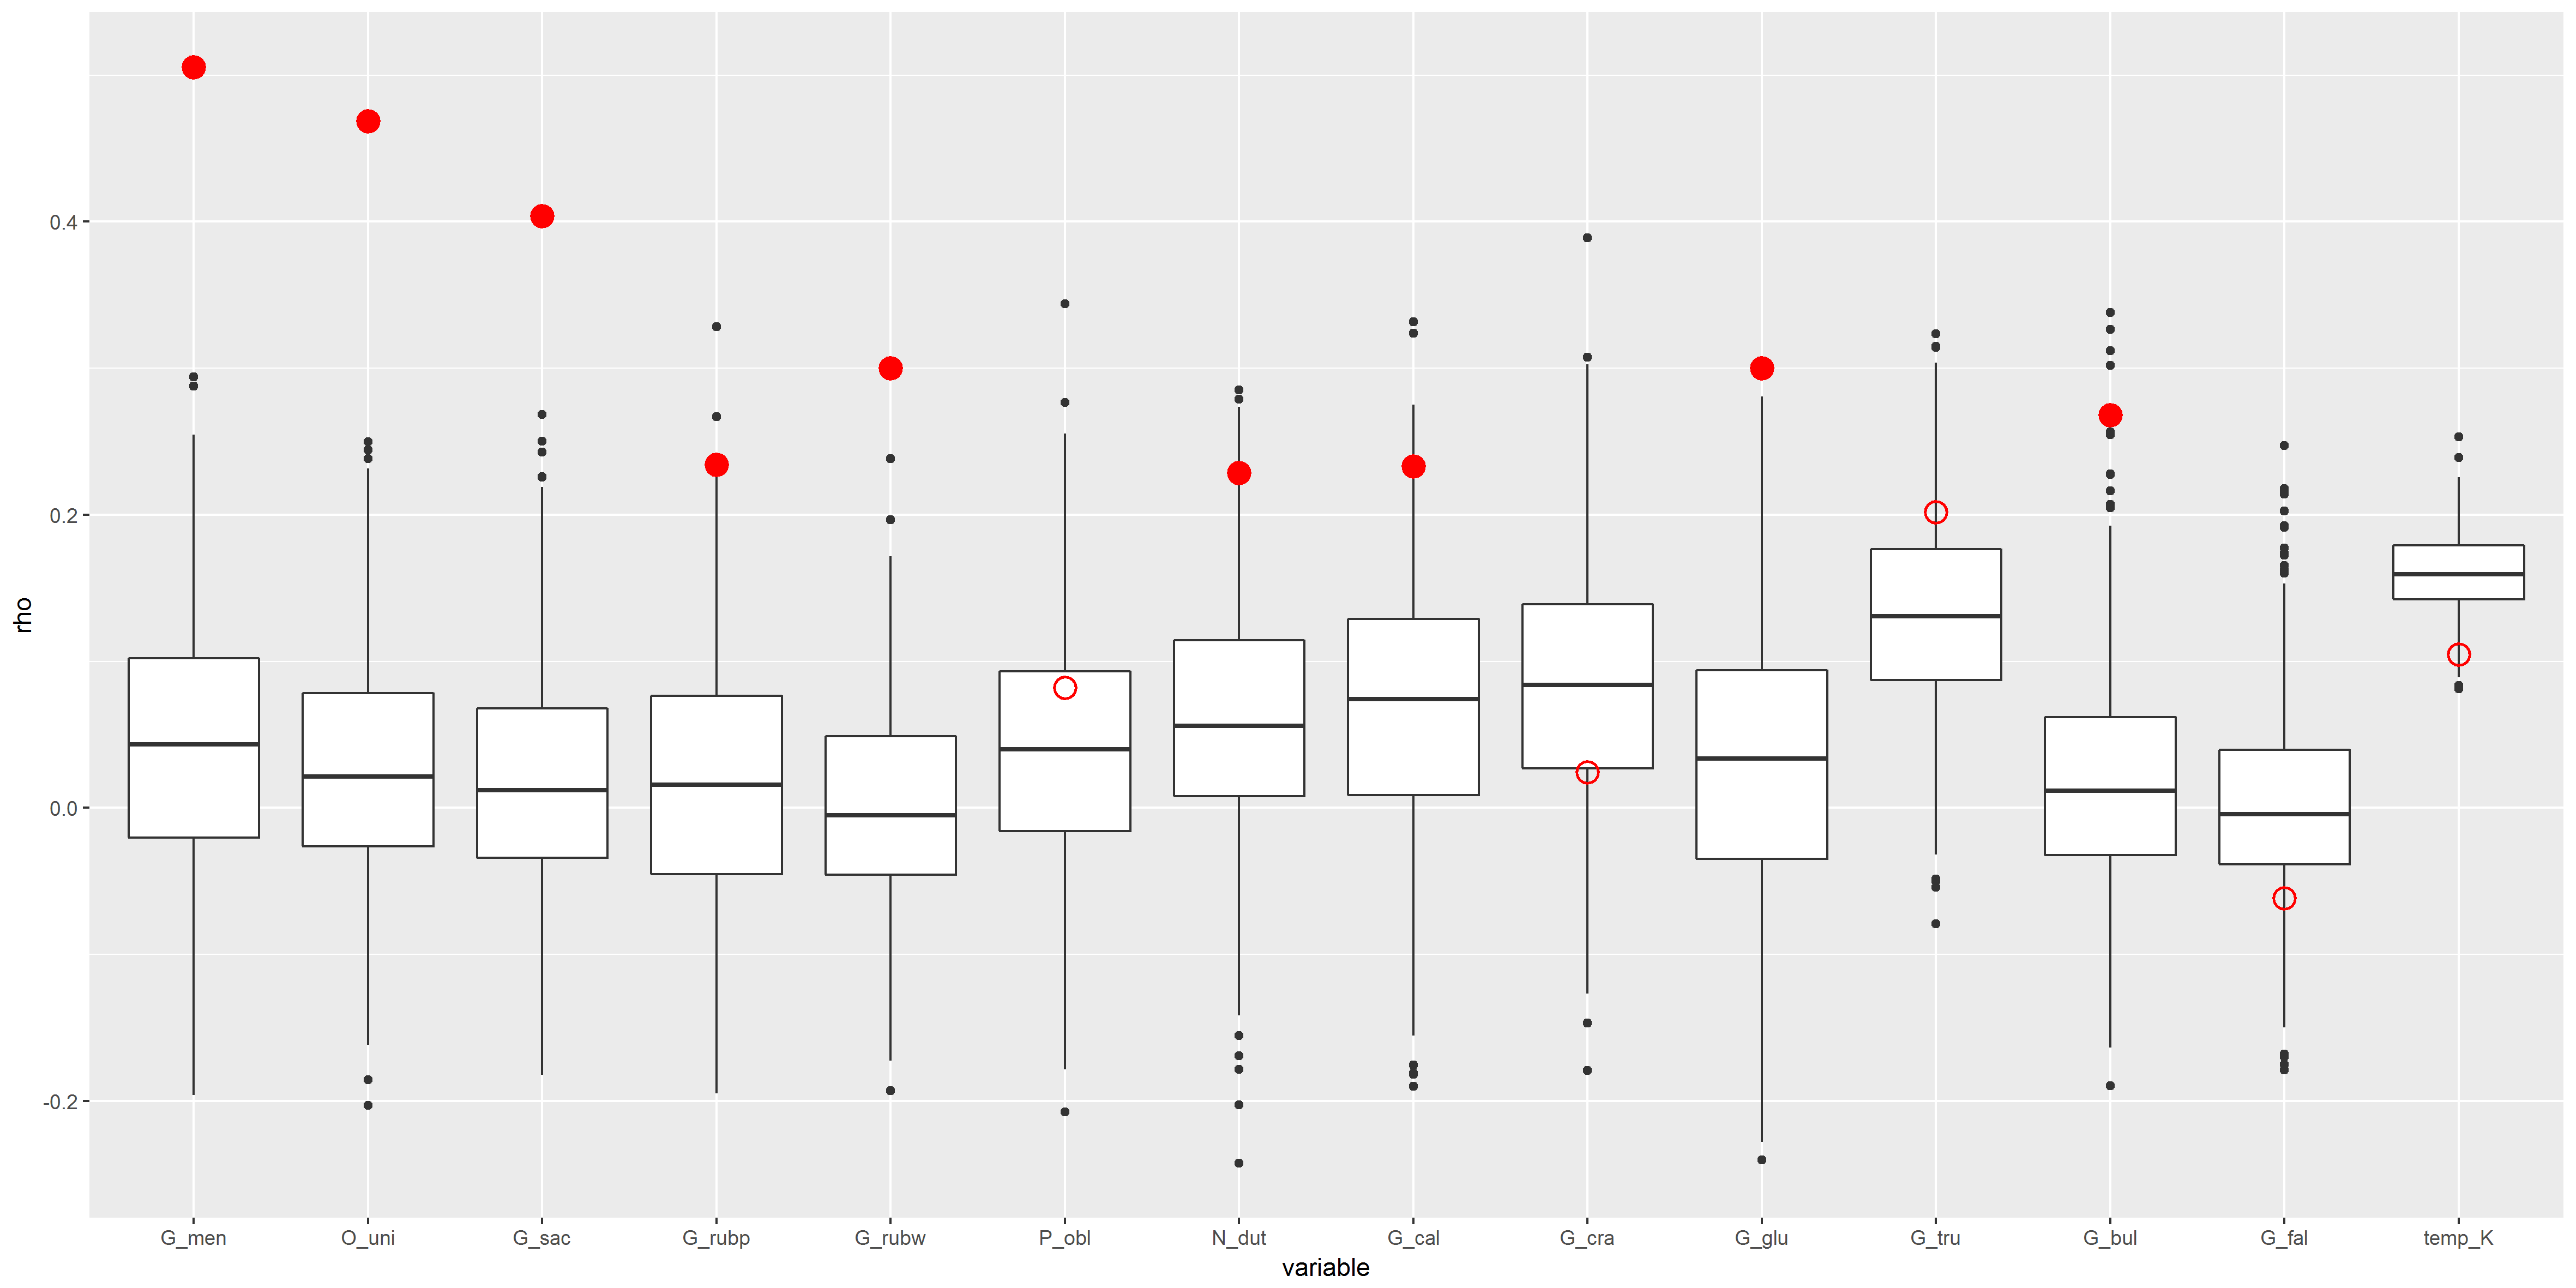 rho
0.4
0.2
0.0
-0.2
G_men O_uni G_sac G_rubp G_rubw P_obl N_dut G_cal G_cra G_glu G_tru G_bul G_fal temp_K
variable